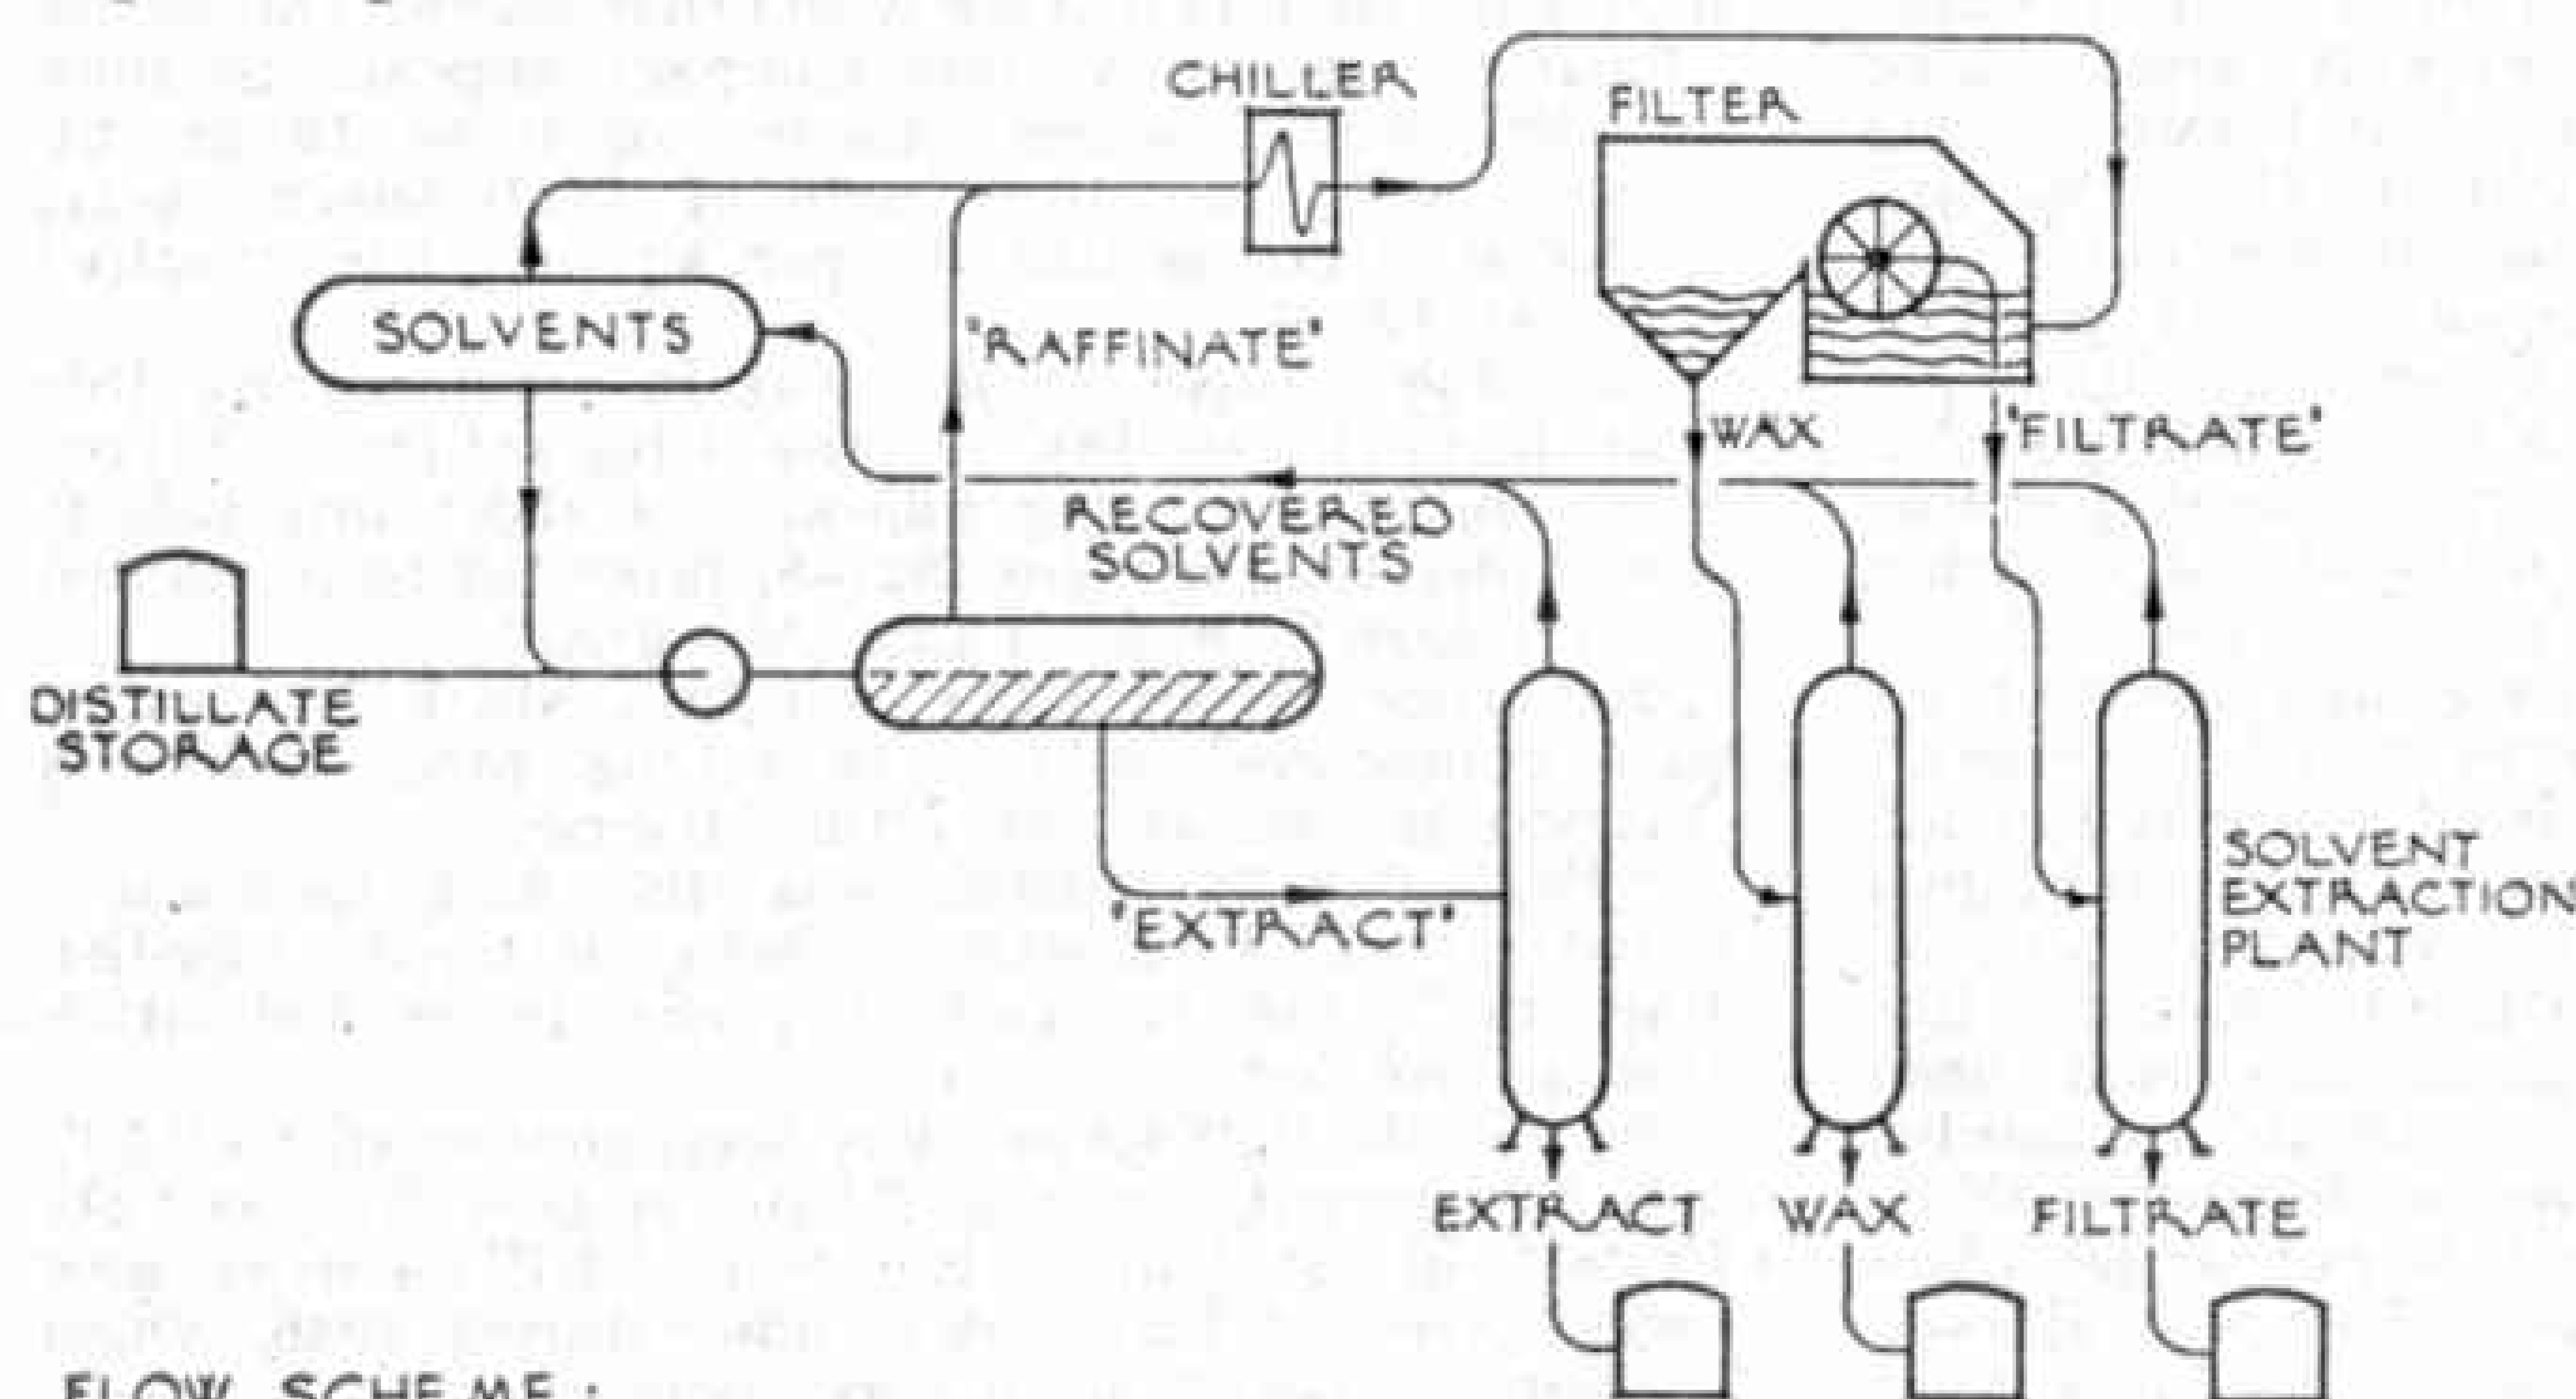 CHILLER
FILTER
SOLVENTS
"RAFFINATE"
WAX
"FILTRATE"
RECOVERED
SOLVENTS
DISTILLATE
STORAGE
"EXTRACT"
SOLVENT
EXTRACTION
PLANT
EXTRACT
WAX
FILTRATE
FLOW SCHEME: